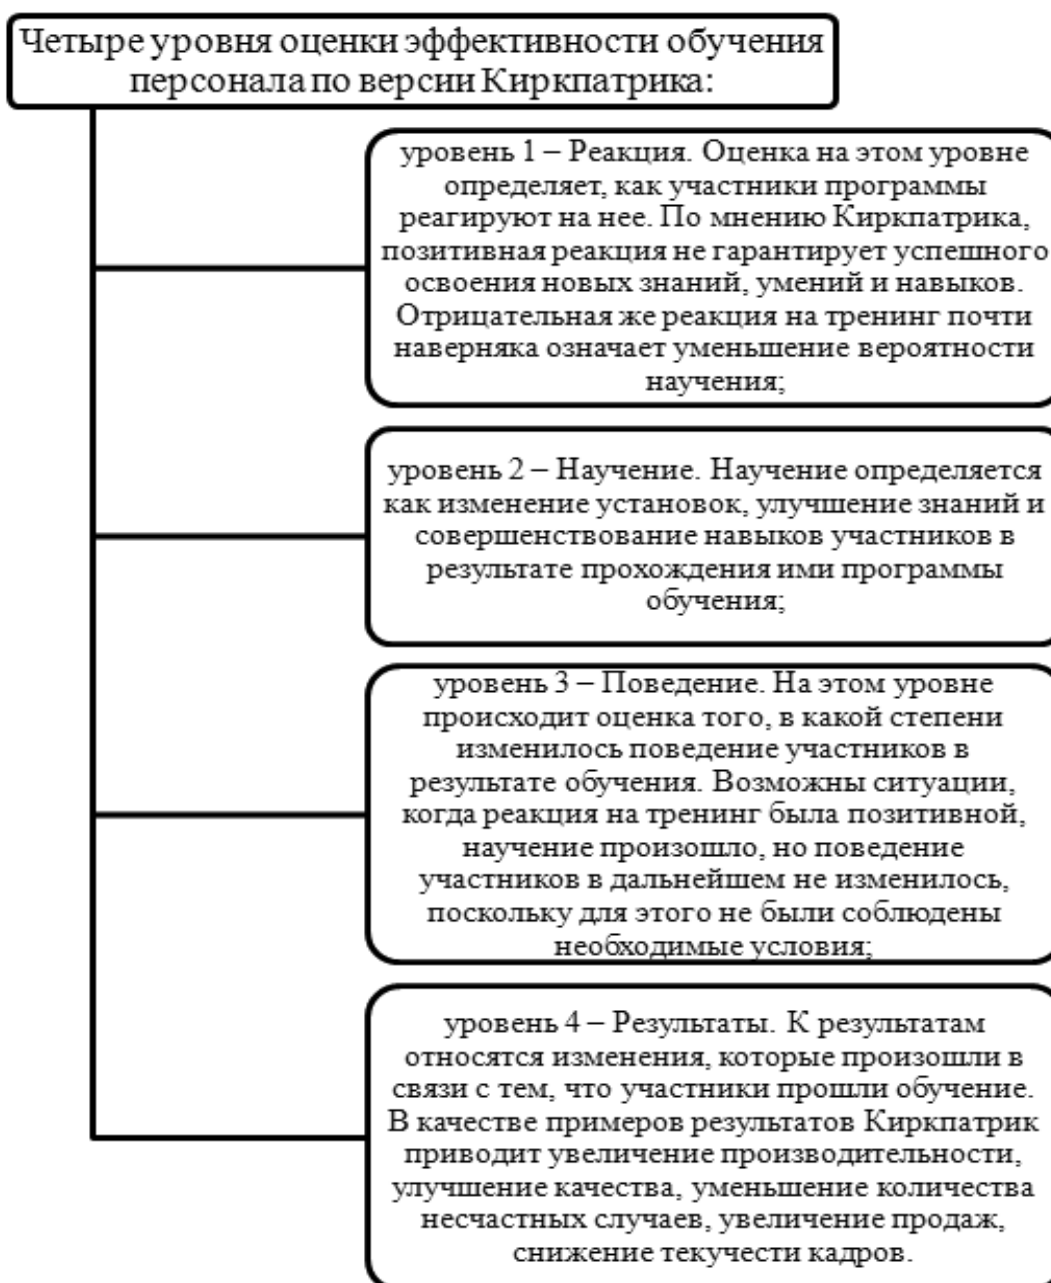 Четыре уровня оценки эффективности обучения
персонала по версии Киркпатрика:
уровень 1 – Реакция. Оценка на этом уровне
определяет, как участники программы
реагируют на нее. По мнению Киркпатрика,
позитивная реакция не гарантирует успешного
освоения новых знаний, умений и навыков.
Отрицательная же реакция на тренинг почти
наверняка означает уменьшение вероятности
научения;
уровень 2 – Научение. Научение определяется
как изменение установок, улучшение знаний и
совершенствование навыков участников в
результате прохождения ими программы
обучения;
уровень 3 – Поведение. На этом уровне
происходит оценка того, в какой степени
изменилось поведение участников в
результате обучения. Возможны ситуации,
когда реакция на тренинг была позитивной,
научение произошло, но поведение
участников в дальнейшем не изменилось,
поскольку для этого не были соблюдены
необходимые условия;
уровень 4 – Результаты. К результатам
относятся изменения, которые произошли в
связи с тем, что участники прошли обучение.
В качестве примеров результатов Киркпатрик
приводит увеличение производительности,
улучшение качества, уменьшение количества
несчастных случаев, увеличение продаж,
снижение текучести кадров.